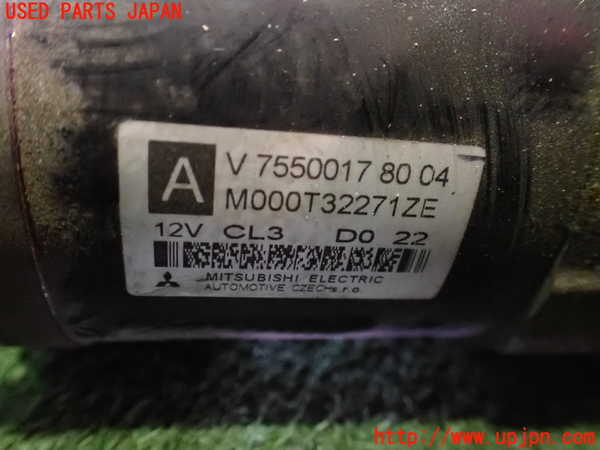 USED PARTS JAPAN
A
V 7550017 80 04
M000T32271ZE
12V CL3 D0 22
MITSUBISHI ELECTRIC
AUTOMOTIVE CZECH s.r.o.
http://www.upjpn.com/